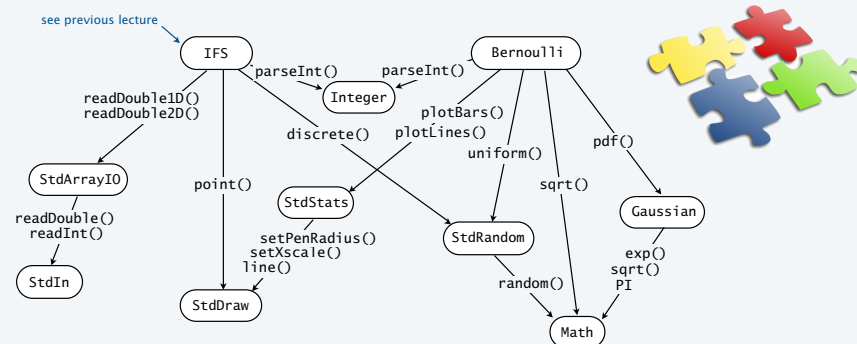 see previous lecture
IFS
Bernoulli
parseInt()
parseInt()
Integer
readDouble1D()
readDouble2D()
plotBars()
plotLines()
discrete()
uniform()
pdf()
StdArrayIO
point()
sqrt()
StdStats
Gaussian
readDouble()
readInt()
setPenRadius()
setXscale()
line()
StdRandom
exp()
sqrt()
PI
StdIn
random()
StdDraw
Math